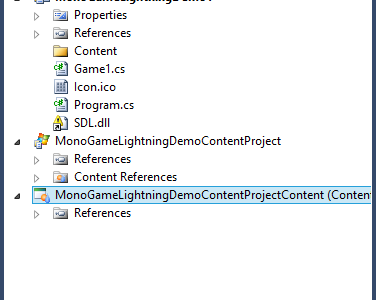 Properties
References
Content
Game1.cs
Icon.ico
Program.cs
SDL.dll
MonoGameLightningDemoContentProject
References
Content References
MonoGameLightningDemoContentProjectContent (Conten
References